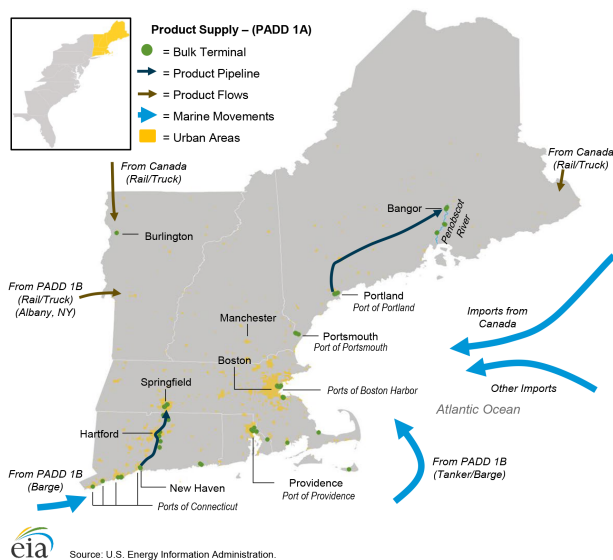 Product Supply – (PADD 1A)
= Bulk Terminal
= Product Pipeline
= Product Flows
= Marine Movements
= Urban Areas
From Canada
(Rail/Truck)
From Canada
(Rail/Truck)
Bangor
Penobscot
River
Burlington
From PADD 1B
(Rail/Truck)
(Albany, NY)
Portland
Port of Portland
Imports from
Canada
Manchester
Portsmouth
Port of Portsmouth
Boston
Springfield
Ports of Boston Harbor
Other Imports
Atlantic Ocean
Hartford
From PADD 1B
(Barge)
New Haven
Providence
Port of Providence
From PADD 1B
(Tanker/Barge)
Ports of Connecticut
eia
Source: U.S. Energy Information Administration.